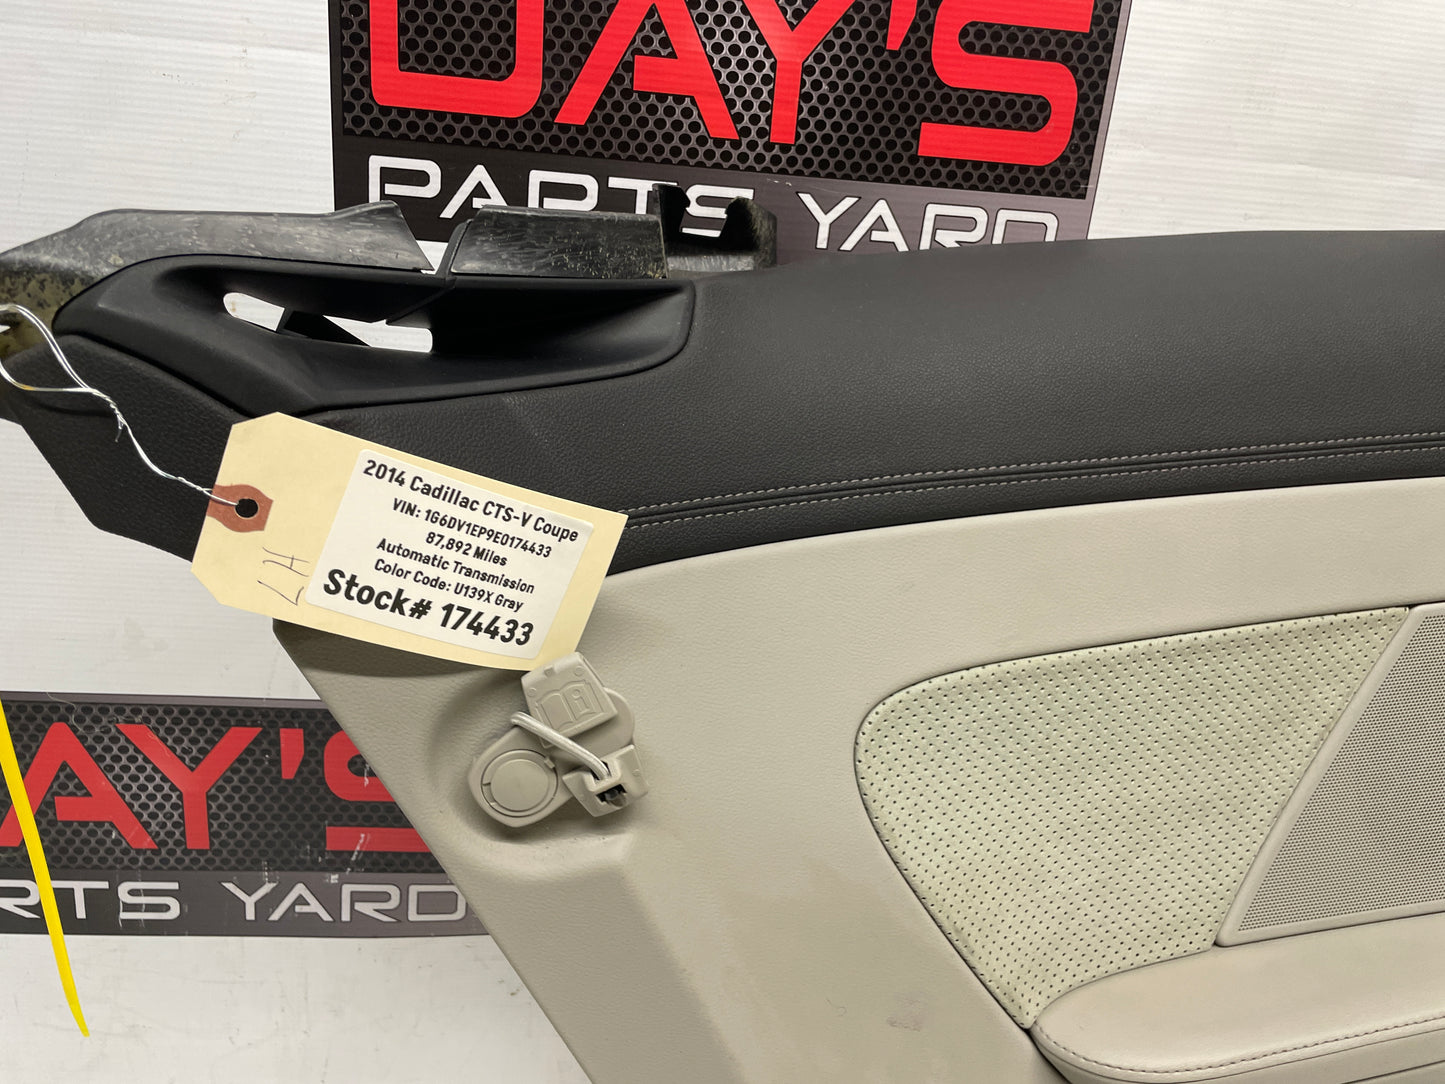 DAY'S
PARTS YARD
2014 Cadillac CTS-V Coupe
VIN: 1G6DV1EP9E0174433
87,892 Miles
Automatic Transmission
Color Code: U139X Gray
Stock# 174433
LH
AY'S
RTS YARD